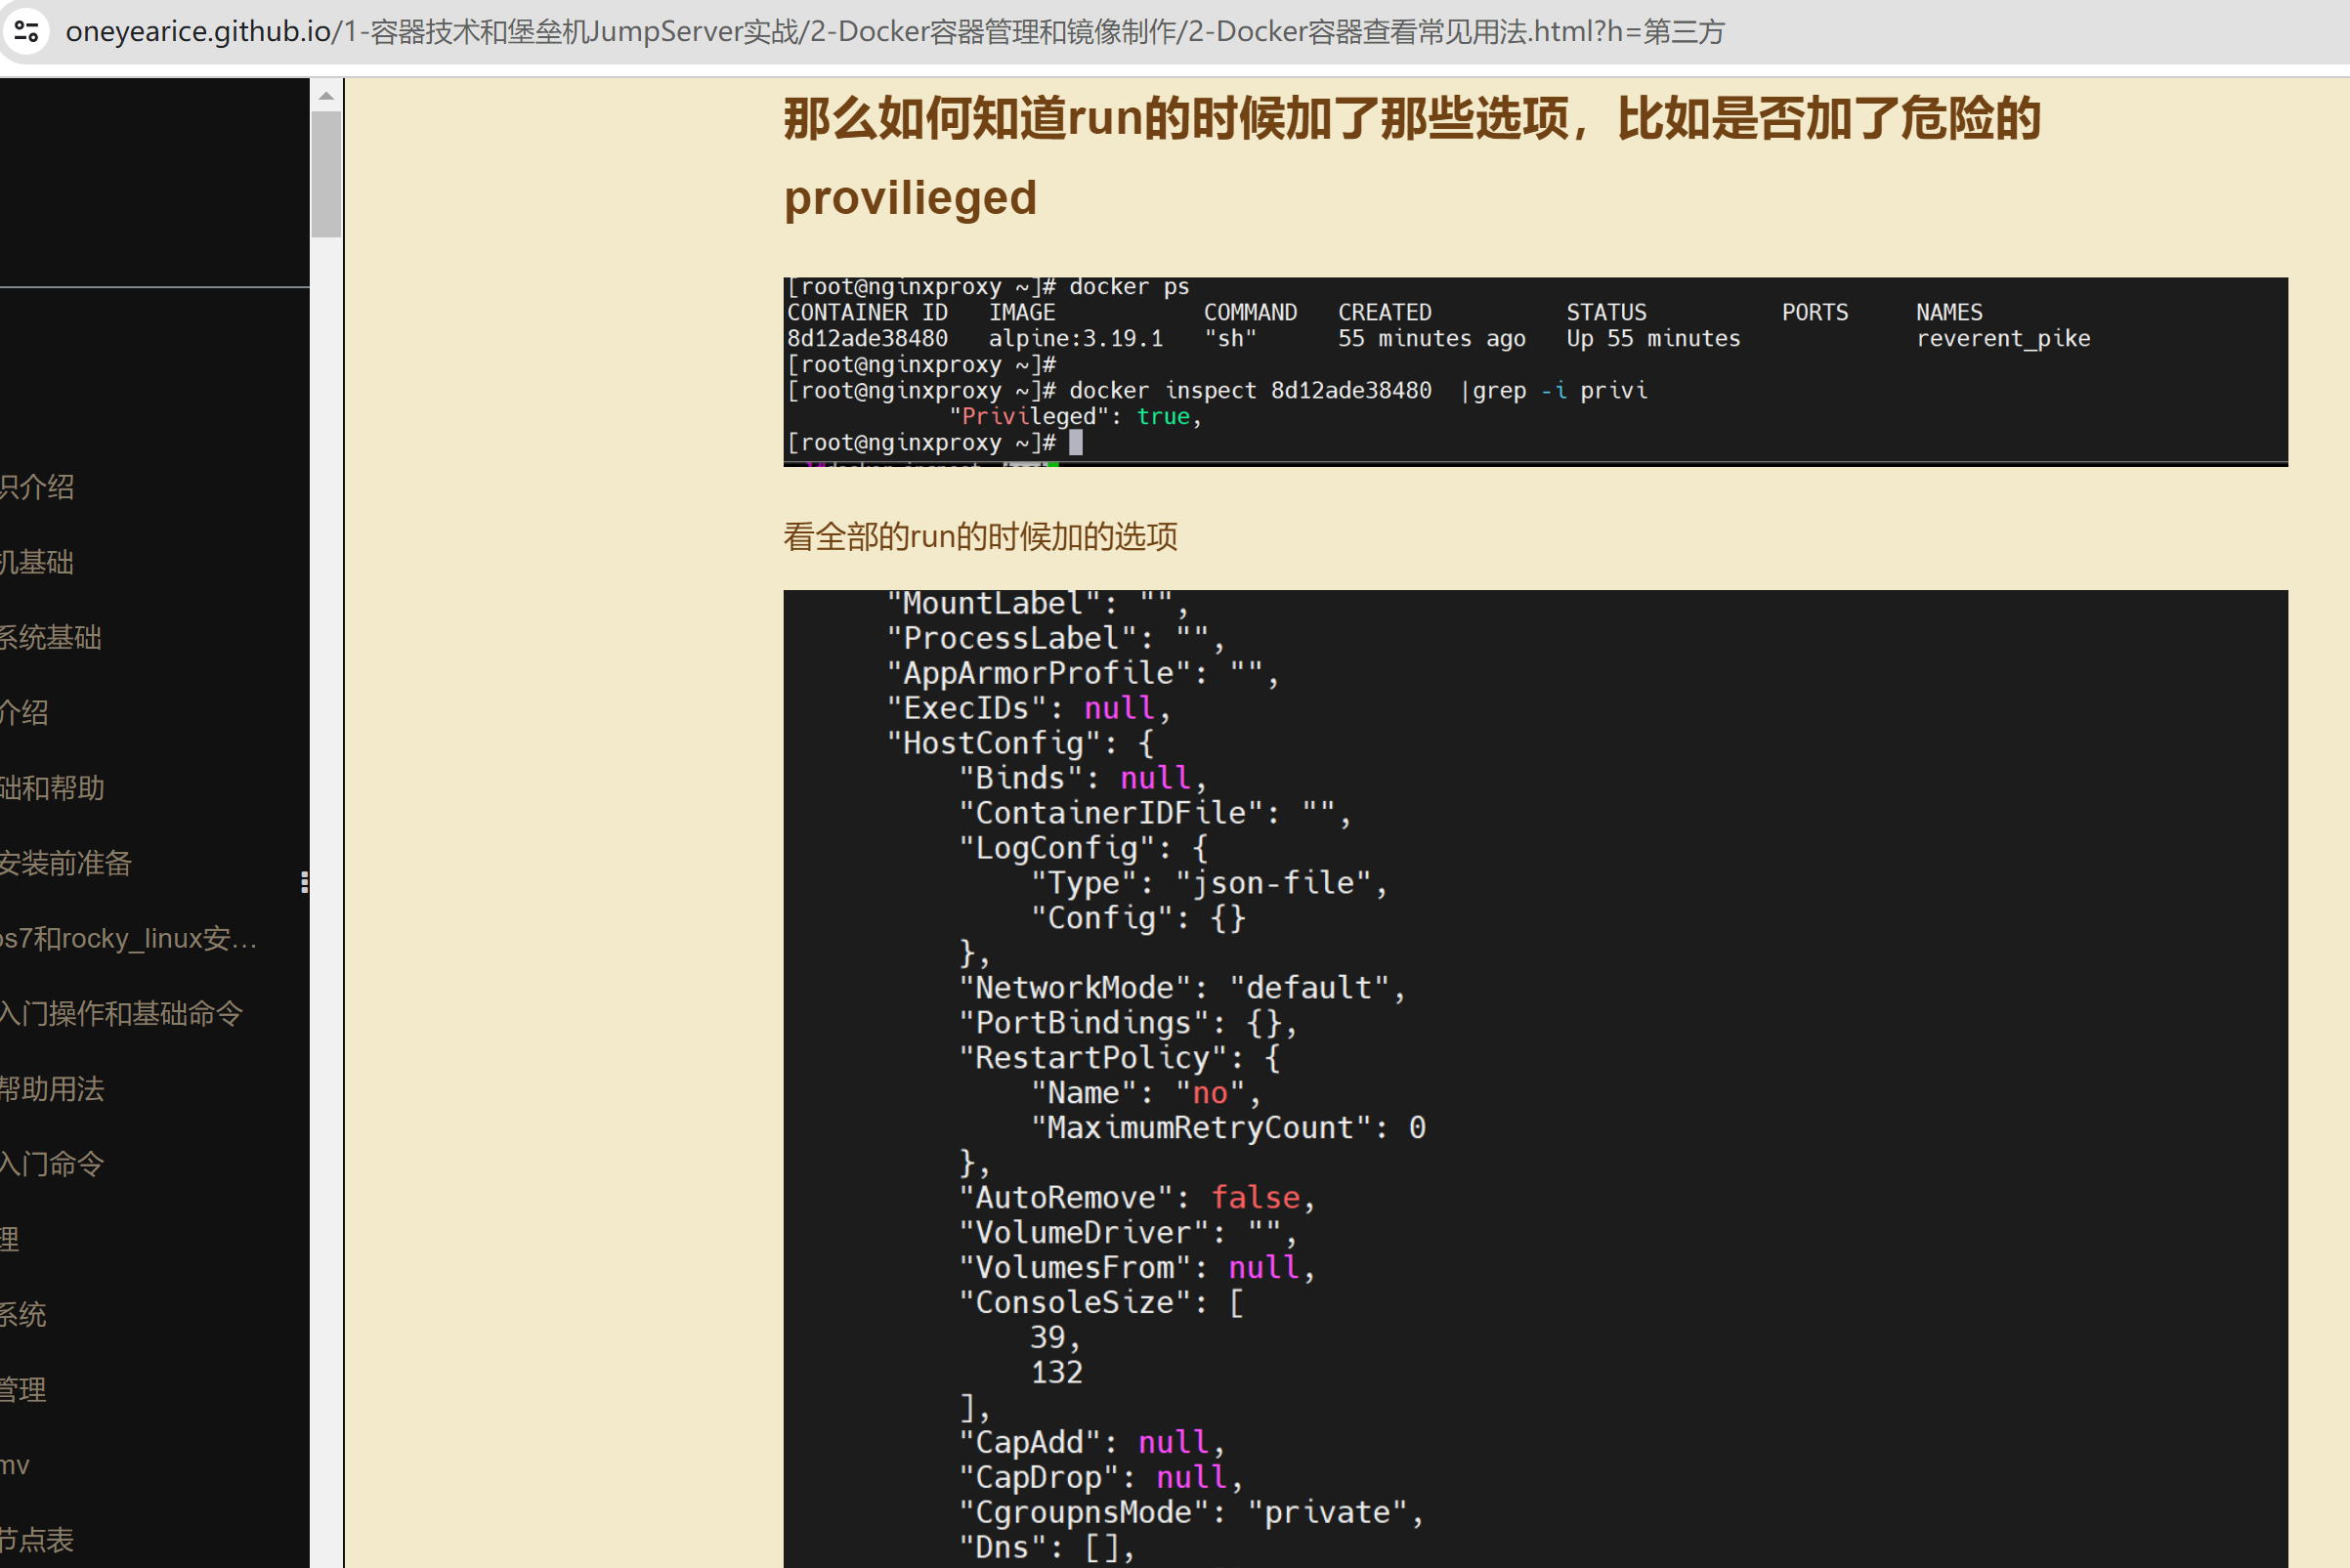 oneyearice.github.io/1-容器技术和堡垒机JumpServer实战/2-Docker容器管理和镜像制作/2-Docker容器查看常见用法.html?h=第三方
识介绍
机基础
系统基础
介绍
础和帮助
安装前准备
os7和rocky_linux安...
入门操作和基础命令
帮助用法
入门命令
理
系统
管理
mv
节点表
那么如何知道run的时候加了那些选项，比如是否加了危险的
provilieged
[root@nginxproxy ~]# docker ps
CONTAINER ID   IMAGE           COMMAND   CREATED          STATUS          PORTS     NAMES
8d12ade38480   alpine:3.19.1   "sh"      55 minutes ago   Up 55 minutes             reverent_pike
[root@nginxproxy ~]#
[root@nginxproxy ~]# docker inspect 8d12ade38480  |grep -i privi
            "Privileged": true,
[root@nginxproxy ~]#
看全部的run的时候加的选项
"MountLabel": "",
"ProcessLabel": "",
"AppArmorProfile": "",
"ExecIDs": null,
"HostConfig": {
    "Binds": null,
    "ContainerIDFile": "",
    "LogConfig": {
        "Type": "json-file",
        "Config": {}
    },
    "NetworkMode": "default",
    "PortBindings": {},
    "RestartPolicy": {
        "Name": "no",
        "MaximumRetryCount": 0
    },
    "AutoRemove": false,
    "VolumeDriver": "",
    "VolumesFrom": null,
    "ConsoleSize": [
        39,
        132
    ],
    "CapAdd": null,
    "CapDrop": null,
    "CgroupnsMode": "private",
    "Dns": [],